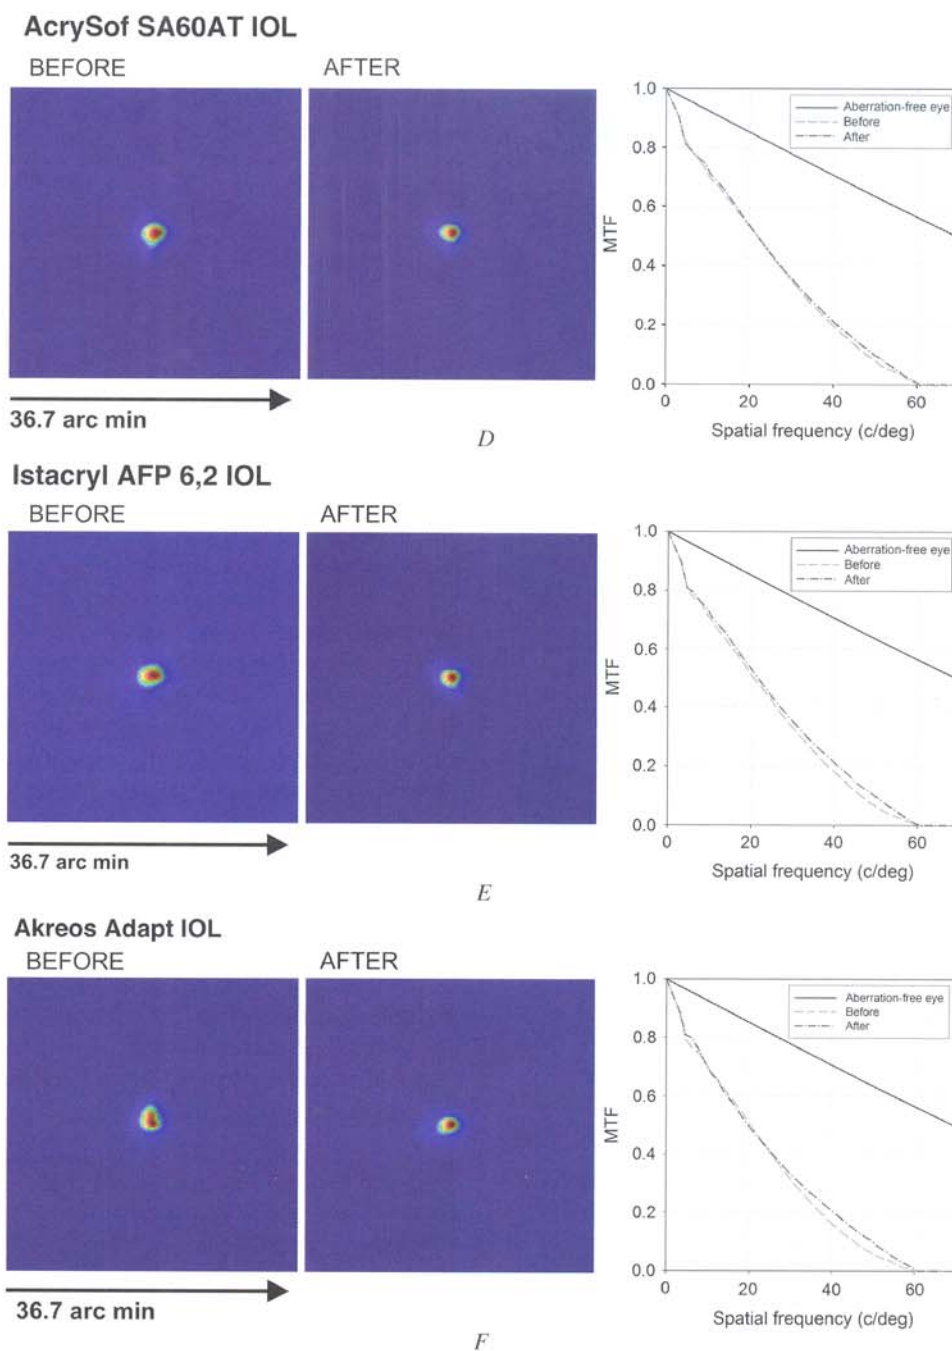 AcrySof SA60AT IOL
BEFORE
AFTER
36.7 arc min
1.0
0.8
0.6
0.4
0.2
0.0
MTF
Aberration-free eye
Before
After
0
20
40
60
Spatial frequency (c/deg)
D
Istacryl AFP 6,2 IOL
BEFORE
AFTER
36.7 arc min
1.0
0.8
0.6
0.4
0.2
0.0
MTF
Aberration-free eye
Before
After
0
20
40
60
Spatial frequency (c/deg)
E
Akreos Adapt IOL
BEFORE
AFTER
36.7 arc min
1.0
0.8
0.6
0.4
0.2
0.0
MTF
Aberration-free eye
Before
After
0
20
40
60
Spatial frequency (c/deg)
F